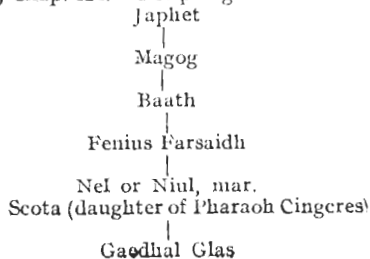 Japhet
Magog
Baath
Fenius Farsaidh
Nel or Niul, mar.
Scota (daughter of Pharaoh Cingcres)
Gaedhal Glas